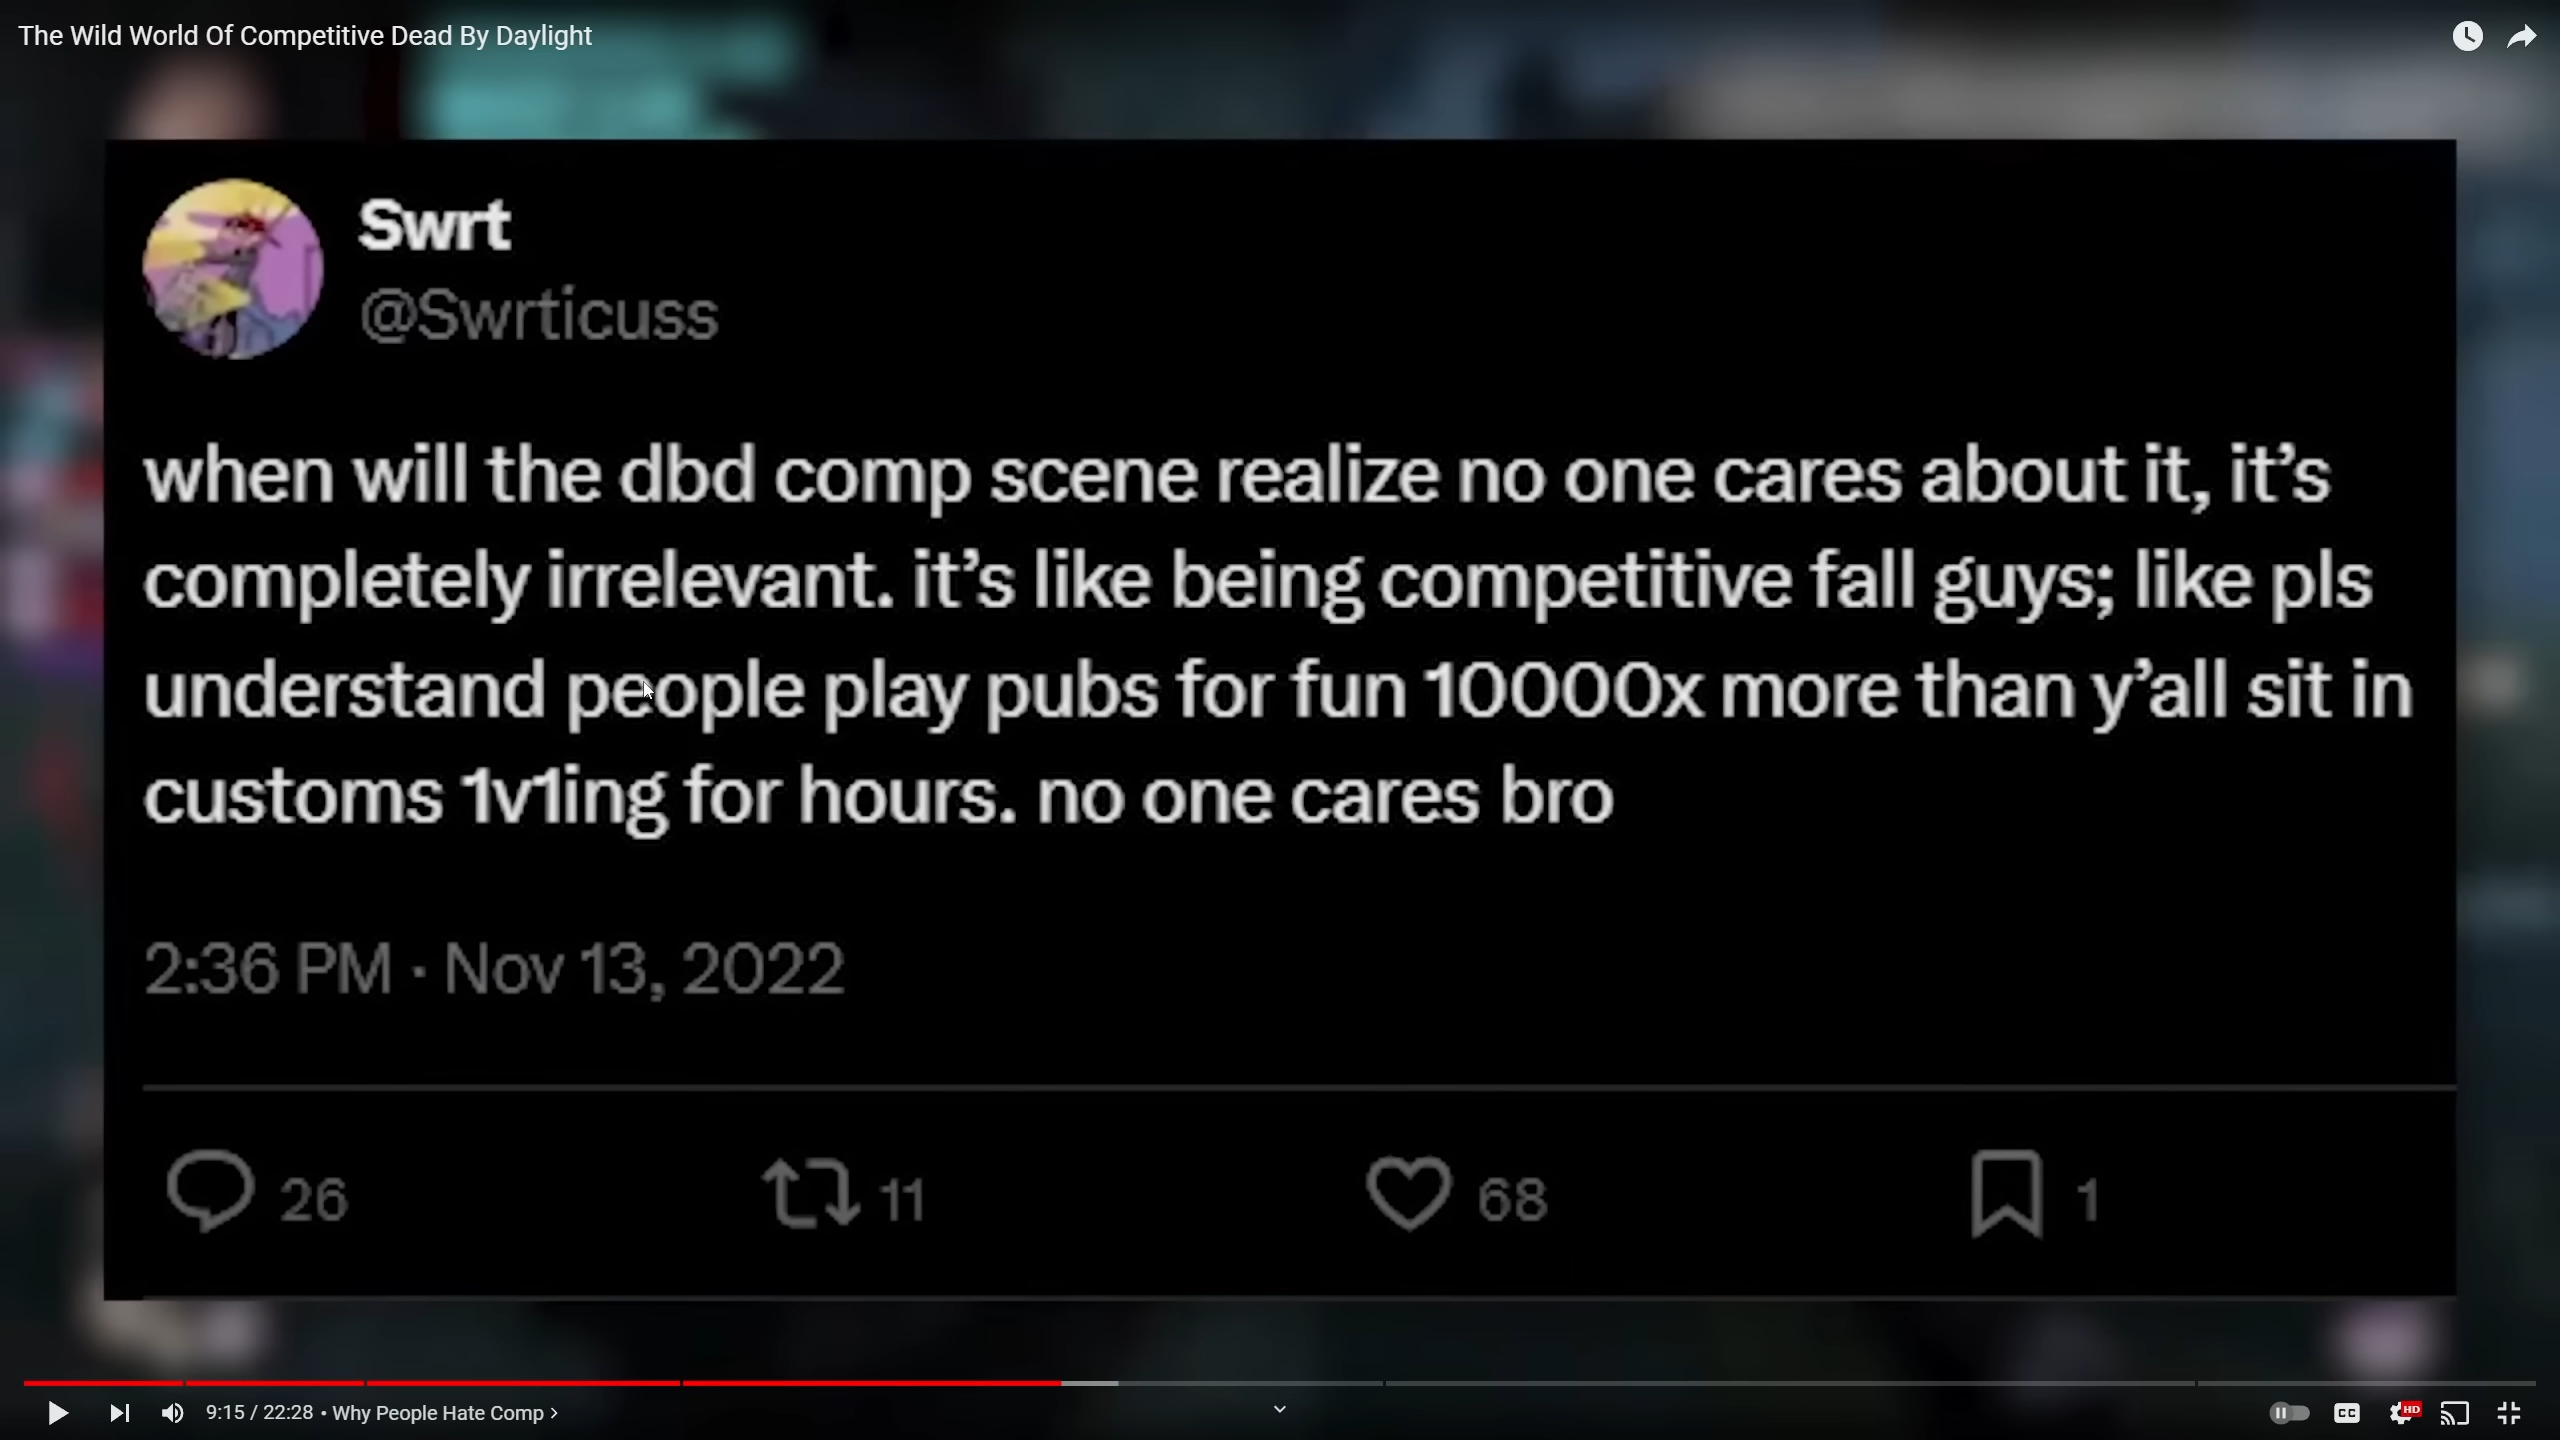 The Wild World Of Competitive Dead By Daylight
Swrt
@Swrticuss
when will the dbd comp scene realize no one cares about it, it’s
completely irrelevant. it’s like being competitive fall guys; like pls
understand people play pubs for fun 10000x more than y’all sit in
customs 1v1ing for hours. no one cares bro
2:36 PM · Nov 13, 2022
26 11 68 1
9:15 / 22:28 • Why People Hate Comp ›
CC HD